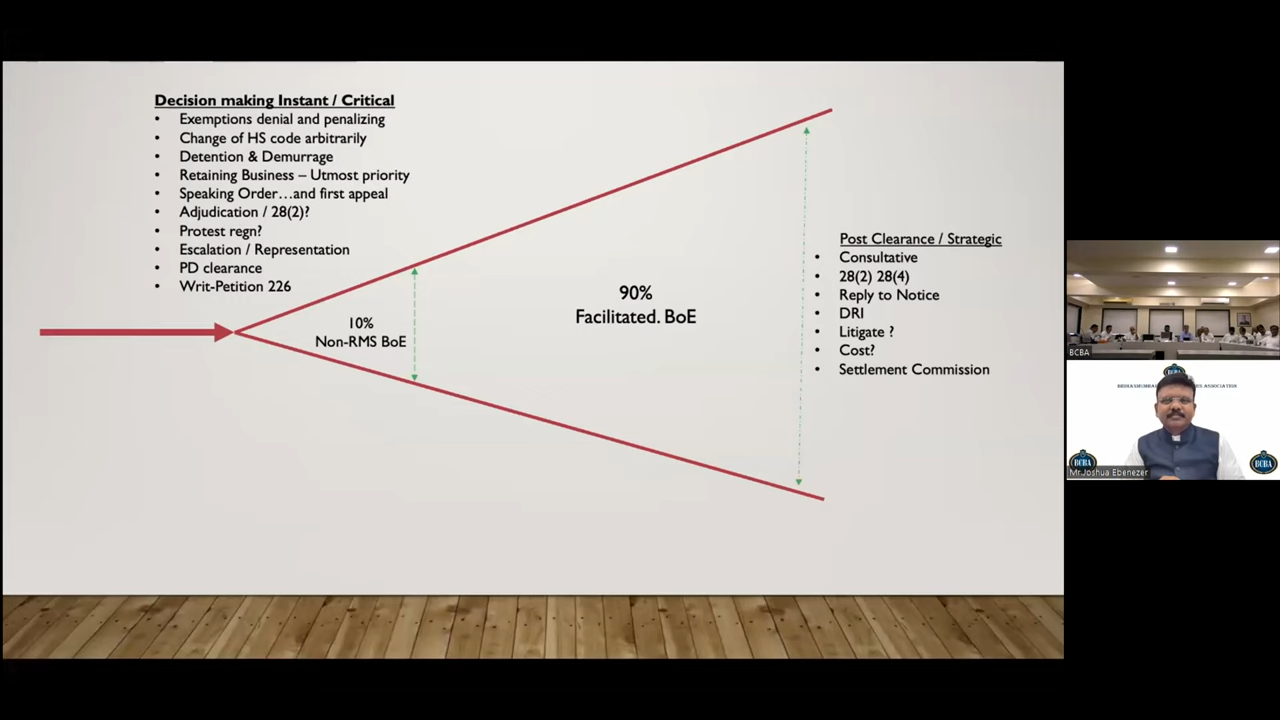 Decision making Instant / Critical
• Exemptions denial and penalizing
• Change of HS code arbitrarily
• Detention & Demurrage
• Retaining Business – Utmost priority
• Speaking Order…and first appeal
• Adjudication / 28(2)?
• Protest regn?
• Escalation / Representation
• PD clearance
• Writ-Petition 226
10%
Non-RMS BoE
90%
Facilitated. BoE
Post Clearance / Strategic
• Consultative
• 28(2) 28(4)
• Reply to Notice
• DRI
• Litigate ?
• Cost?
• Settlement Commission
BCBA
ASSOCIATION
BCBA
BCBA
Mr.Joshua Ebenezer